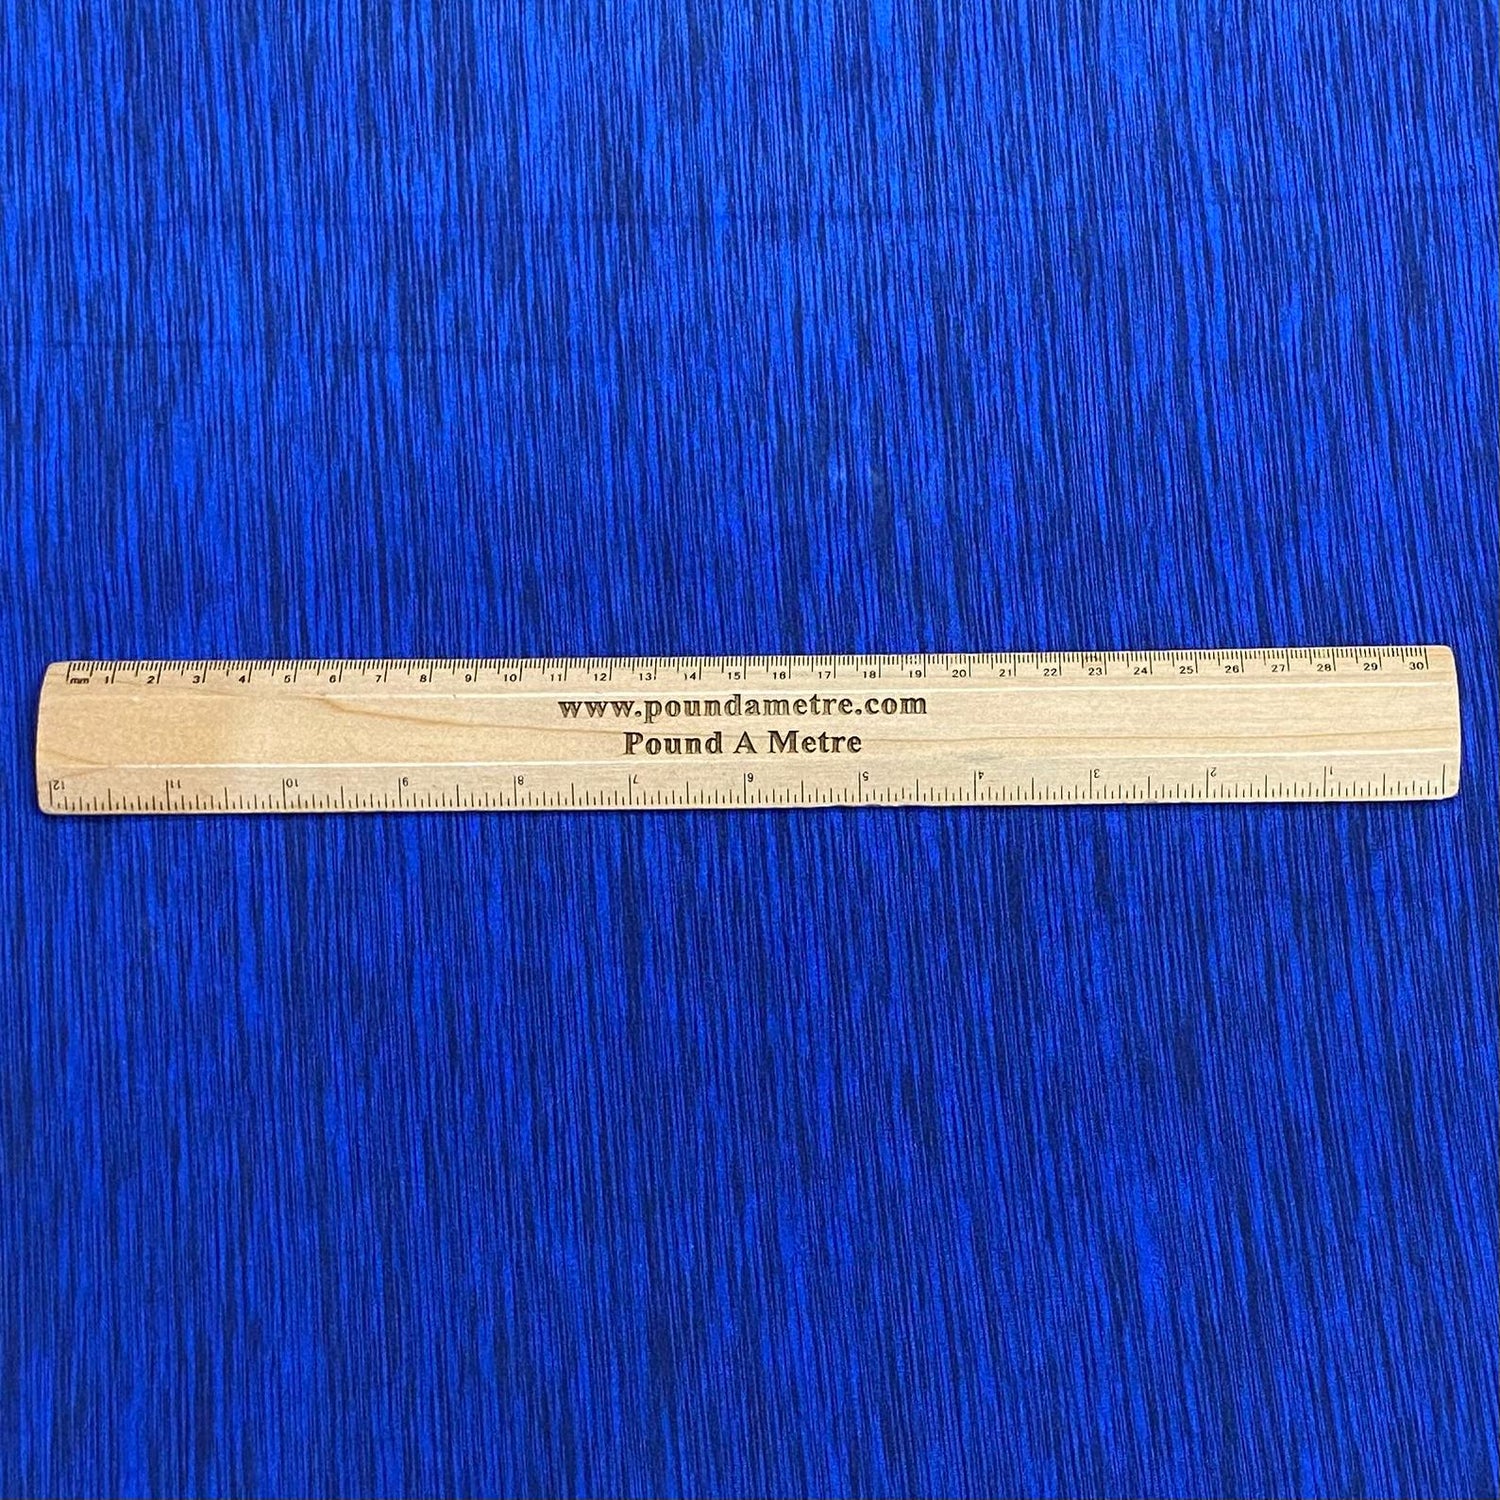 mm 1 2 3 4 5 6 7 8 9 10 11 12 13 14 15 16 17 18 19 20 21 22 23 24 25 26 27 28 29 30
www.poundametre.com
Pound A Metre
12 11 10 9 8 7 6 5 4 3 2 1